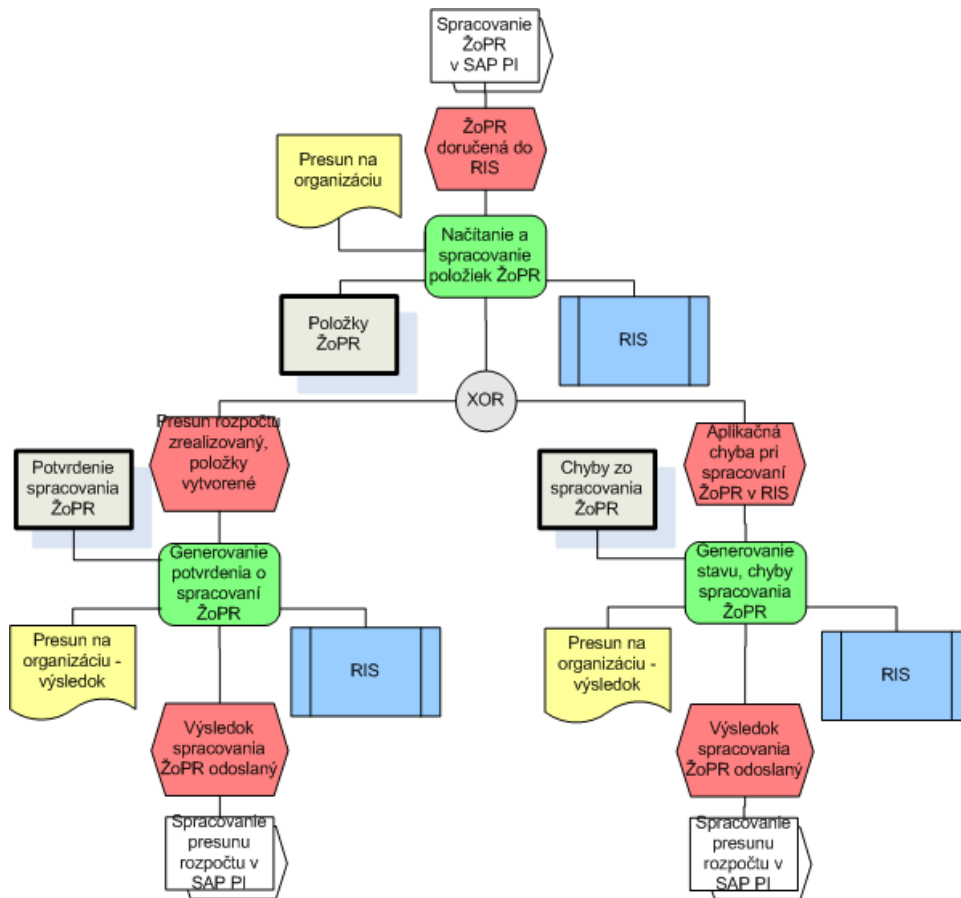 Spracovanie
ŽoPR
v SAP PI
ŽoPR
doručená do
RIS
Presun na
organizáciu
Načítanie a
spracovanie
položiek ŽoPR
Položky
ŽoPR
RIS
XOR
Presun rozpočtu
zrealizovaný,
položky
vytvorené
Aplikačná
chyba pri
spracovaní
ŽoPR v RIS
Potvrdenie
spracovania
ŽoPR
Chyby zo
spracovania
ŽoPR
Generovanie
potvrdenia o
spracovaní
ŽoPR
Generovanie
stavu, chyby
spracovania
ŽoPR
Presun na
organizáciu -
výsledok
RIS
Presun na
organizáciu -
výsledok
RIS
Výsledok
spracovania
ŽoPR odoslaný
Výsledok
spracovania
ŽoPR odoslaný
Spracovanie
presunu
rozpočtu v
SAP PI
Spracovanie
presunu
rozpočtu v
SAP PI